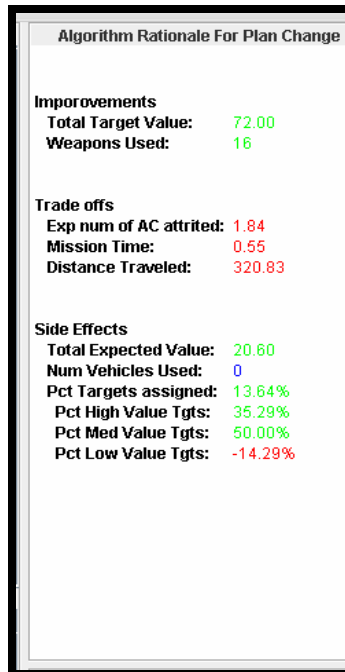 Algorithm Rationale For Plan Change
Imporovements
Total Target Value: 72.00
Weapons Used: 16
Trade offs
Exp num of AC attrited: 1.84
Mission Time: 0.55
Distance Traveled: 320.83
Side Effects
Total Expected Value: 20.60
Num Vehicles Used: 0
Pct Targets assigned: 13.64%
Pct High Value Tgts: 35.29%
Pct Med Value Tgts: 50.00%
Pct Low Value Tgts: -14.29%